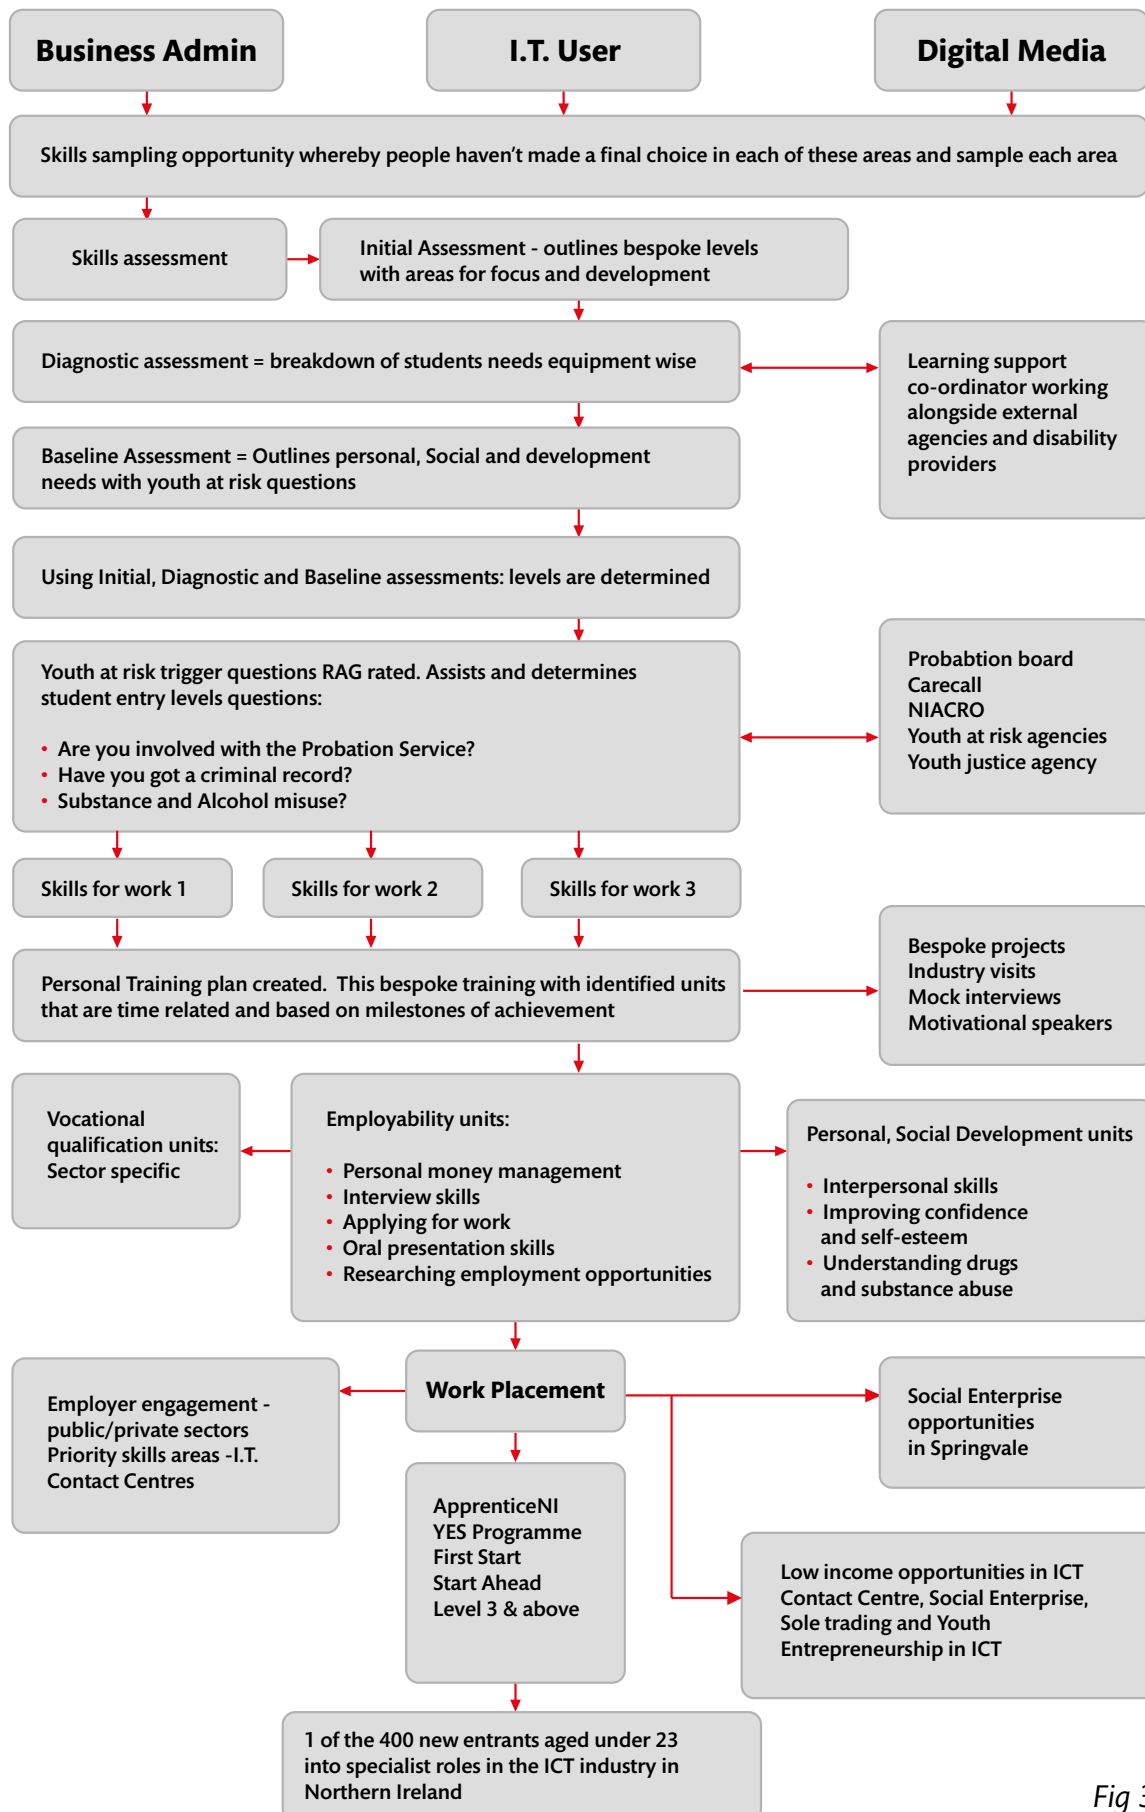 Business Admin
I.T. User
Digital Media
Skills sampling opportunity whereby people haven't made a final choice in each of these areas and sample each area
Skills assessment
Initial Assessment - outlines bespoke levels
with areas for focus and development
Diagnostic assessment = breakdown of students needs equipment wise
Learning support
co-ordinator working
alongside external
agencies and disability
providers
Baseline Assessment = Outlines personal, Social and development
needs with youth at risk questions
Using Initial, Diagnostic and Baseline assessments: levels are determined
Youth at risk trigger questions RAG rated. Assists and determines
student entry levels questions:
• Are you involved with the Probation Service?
• Have you got a criminal record?
• Substance and Alcohol misuse?
Probabtion board
Carecall
NIACRO
Youth at risk agencies
Youth justice agency
Skills for work 1
Skills for work 2
Skills for work 3
Personal Training plan created.  This bespoke training with identified units
that are time related and based on milestones of achievement
Bespoke projects
Industry visits
Mock interviews
Motivational speakers
Vocational
qualification units:
Sector specific
Employability units:
• Personal money management
• Interview skills
• Applying for work
• Oral presentation skills
• Researching employment opportunities
Personal, Social Development units
• Interpersonal skills
• Improving confidence
and self-esteem
• Understanding drugs
and substance abuse
Work Placement
Employer engagement -
public/private sectors
Priority skills areas -I.T.
Contact Centres
Social Enterprise
opportunities
in Springvale
ApprenticeNI
YES Programme
First Start
Start Ahead
Level 3 & above
Low income opportunities in ICT
Contact Centre, Social Enterprise,
Sole trading and Youth
Entrepreneurship in ICT
1 of the 400 new entrants aged under 23
into specialist roles in the ICT industry in
Northern Ireland
Fig 3